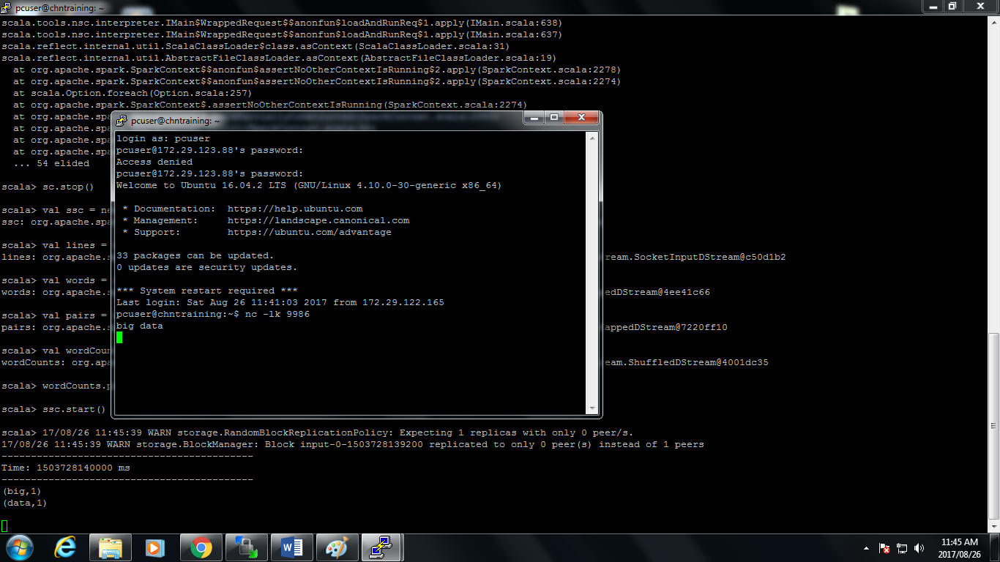 pcuser@chntraining: ~
scala.tools.nsc.interpreter.IMain$WrappedRequest$$anonfun$loadAndRunReq$1.apply(IMain.scala:638)
scala.tools.nsc.interpreter.IMain$WrappedRequest$$anonfun$loadAndRunReq$1.apply(IMain.scala:637)
scala.reflect.internal.util.ScalaClassLoader$class.asContext(ScalaClassLoader.scala:31)
scala.reflect.internal.util.AbstractFileClassLoader.asContext(AbstractFileClassLoader.scala:19)
at org.apache.spark.SparkContext$$anonfun$assertNoOtherContextIsRunning$2.apply(SparkContext.scala:2278)
at org.apache.spark.SparkContext$$anonfun$assertNoOtherContextIsRunning$2.apply(SparkContext.scala:2274)
at scala.Option.foreach(Option.scala:257)
at org.apache.spark.SparkContext$.assertNoOtherContextIsRunning(SparkContext.scala:2274)
at org.apache.spa
at org.apache.spa
at org.apache.spa
at org.apache.spa
... 54 elided
scala> sc.stop()
scala> val ssc = ne
ssc: org.apache.spa
scala> val lines =
lines: org.apache.s ream.SocketInputDStream@c50d1b2
scala> val words =
words: org.apache.s edDStream@4ee41c66
scala> val pairs =
pairs: org.apache.s appedDStream@7220ff10
scala> val wordCoun
wordCounts: org.apa eam.ShuffledDStream@4001dc35
scala> wordCounts.p
scala> ssc.start()
scala> 17/08/26 11:45:39 WARN storage.RandomBlockReplicationPolicy: Expecting 1 replicas with only 0 peer/s.
17/08/26 11:45:39 WARN storage.BlockManager: Block input-0-1503728139200 replicated to only 0 peer(s) instead of 1 peers
-------------------------------------------
Time: 1503728140000 ms
-------------------------------------------
(big,1)
(data,1)
pcuser@chntraining: ~
login as: pcuser
pcuser@172.29.123.88's password:
Access denied
pcuser@172.29.123.88's password:
Welcome to Ubuntu 16.04.2 LTS (GNU/Linux 4.10.0-30-generic x86_64)
* Documentation: https://help.ubuntu.com
* Management: https://landscape.canonical.com
* Support: https://ubuntu.com/advantage
33 packages can be updated.
0 updates are security updates.
*** System restart required ***
Last login: Sat Aug 26 11:41:03 2017 from 172.29.122.165
pcuser@chntraining:~$ nc -lk 9986
big data
11:45 AM
2017/08/26